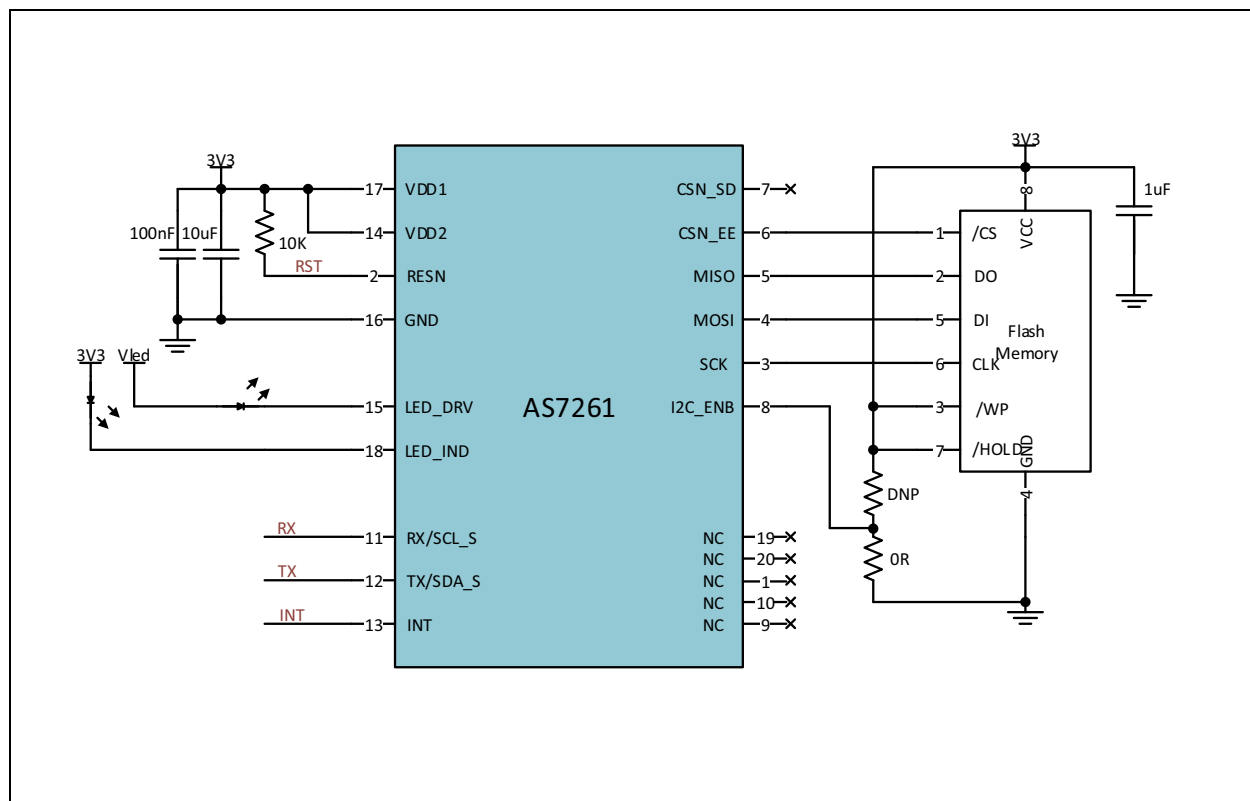 3V3
17 VDD1
100nF 10uF
10K
14 VDD2
RST
2 RESN
16 GND
3V3 Vled
15 LED_DRV
18 LED_IND
RX
11 RX/SCL_S
TX
12 TX/SDA_S
INT
13 INT
AS7261
CSN_SD 7
CSN_EE 6
MISO 5
MOSI 4
SCK 3
I2C_ENB 8
NC 19
NC 20
NC 1
NC 10
NC 9
3V3
1uF
8
VCC
1 /CS
2 DO
5 DI
Flash
Memory
6 CLK
3 /WP
7 /HOLD
GND
4
DNP
0R